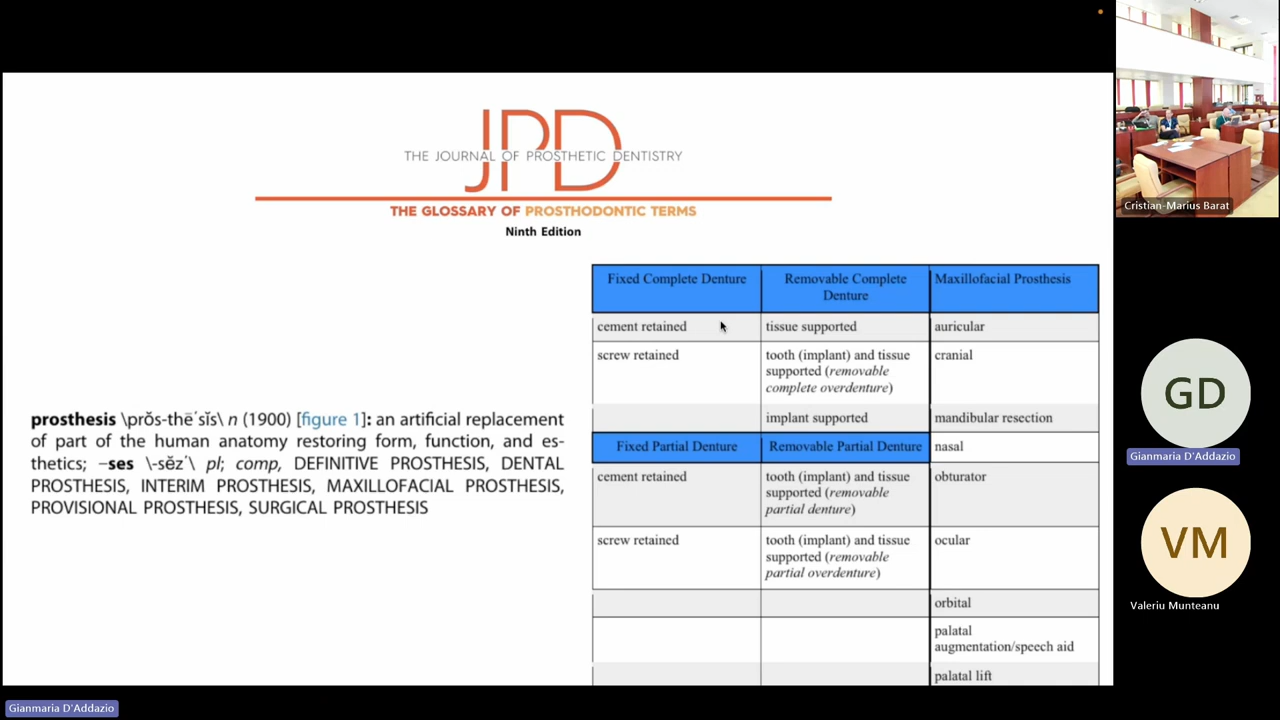 JPD
THE JOURNAL OF PROSTHETIC DENTISTRY
THE GLOSSARY OF PROSTHODONTIC TERMS
Ninth Edition
prosthesis \prŏs-thē´sĭs\ n (1900) [figure 1]: an artificial replacement
of part of the human anatomy restoring form, function, and es-
thetics; –ses \-sēz´\ pl; comp, DEFINITIVE PROSTHESIS, DENTAL
PROSTHESIS, INTERIM PROSTHESIS, MAXILLOFACIAL PROSTHESIS,
PROVISIONAL PROSTHESIS, SURGICAL PROSTHESIS
Fixed Complete Denture
Removable Complete
Denture
Maxillofacial Prosthesis
cement retained
tissue supported
auricular
screw retained
tooth (implant) and tissue
supported (removable
complete overdenture)
cranial
implant supported
mandibular resection
Fixed Partial Denture
Removable Partial Denture
nasal
cement retained
tooth (implant) and tissue
supported (removable
partial denture)
obturator
screw retained
tooth (implant) and tissue
supported (removable
partial overdenture)
ocular
orbital
palatal
augmentation/speech aid
palatal lift
Cristian-Marius Barat
GD
Gianmaria D'Addazio
VM
Valeriu Munteanu
Gianmaria D'Addazio